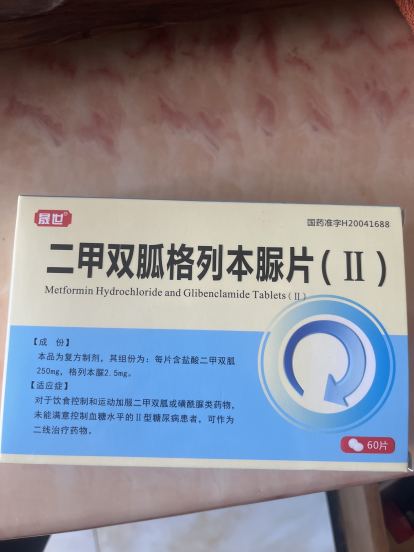 晟世
国药准字H20041688
二甲双胍格列本脲片(Ⅱ)
Metformin Hydrochloride and Glibenclamide Tablets(Ⅱ)
【成 份】
本品为复方制剂,其组份为:每片含盐酸二甲双胍
250mg,格列本脲2.5mg。
【适应症】
对于饮食控制和运动加服二甲双胍或磺酰脲类药物,
未能满意控制血糖水平的Ⅱ型糖尿病患者,可作为
二线治疗药物。
60片